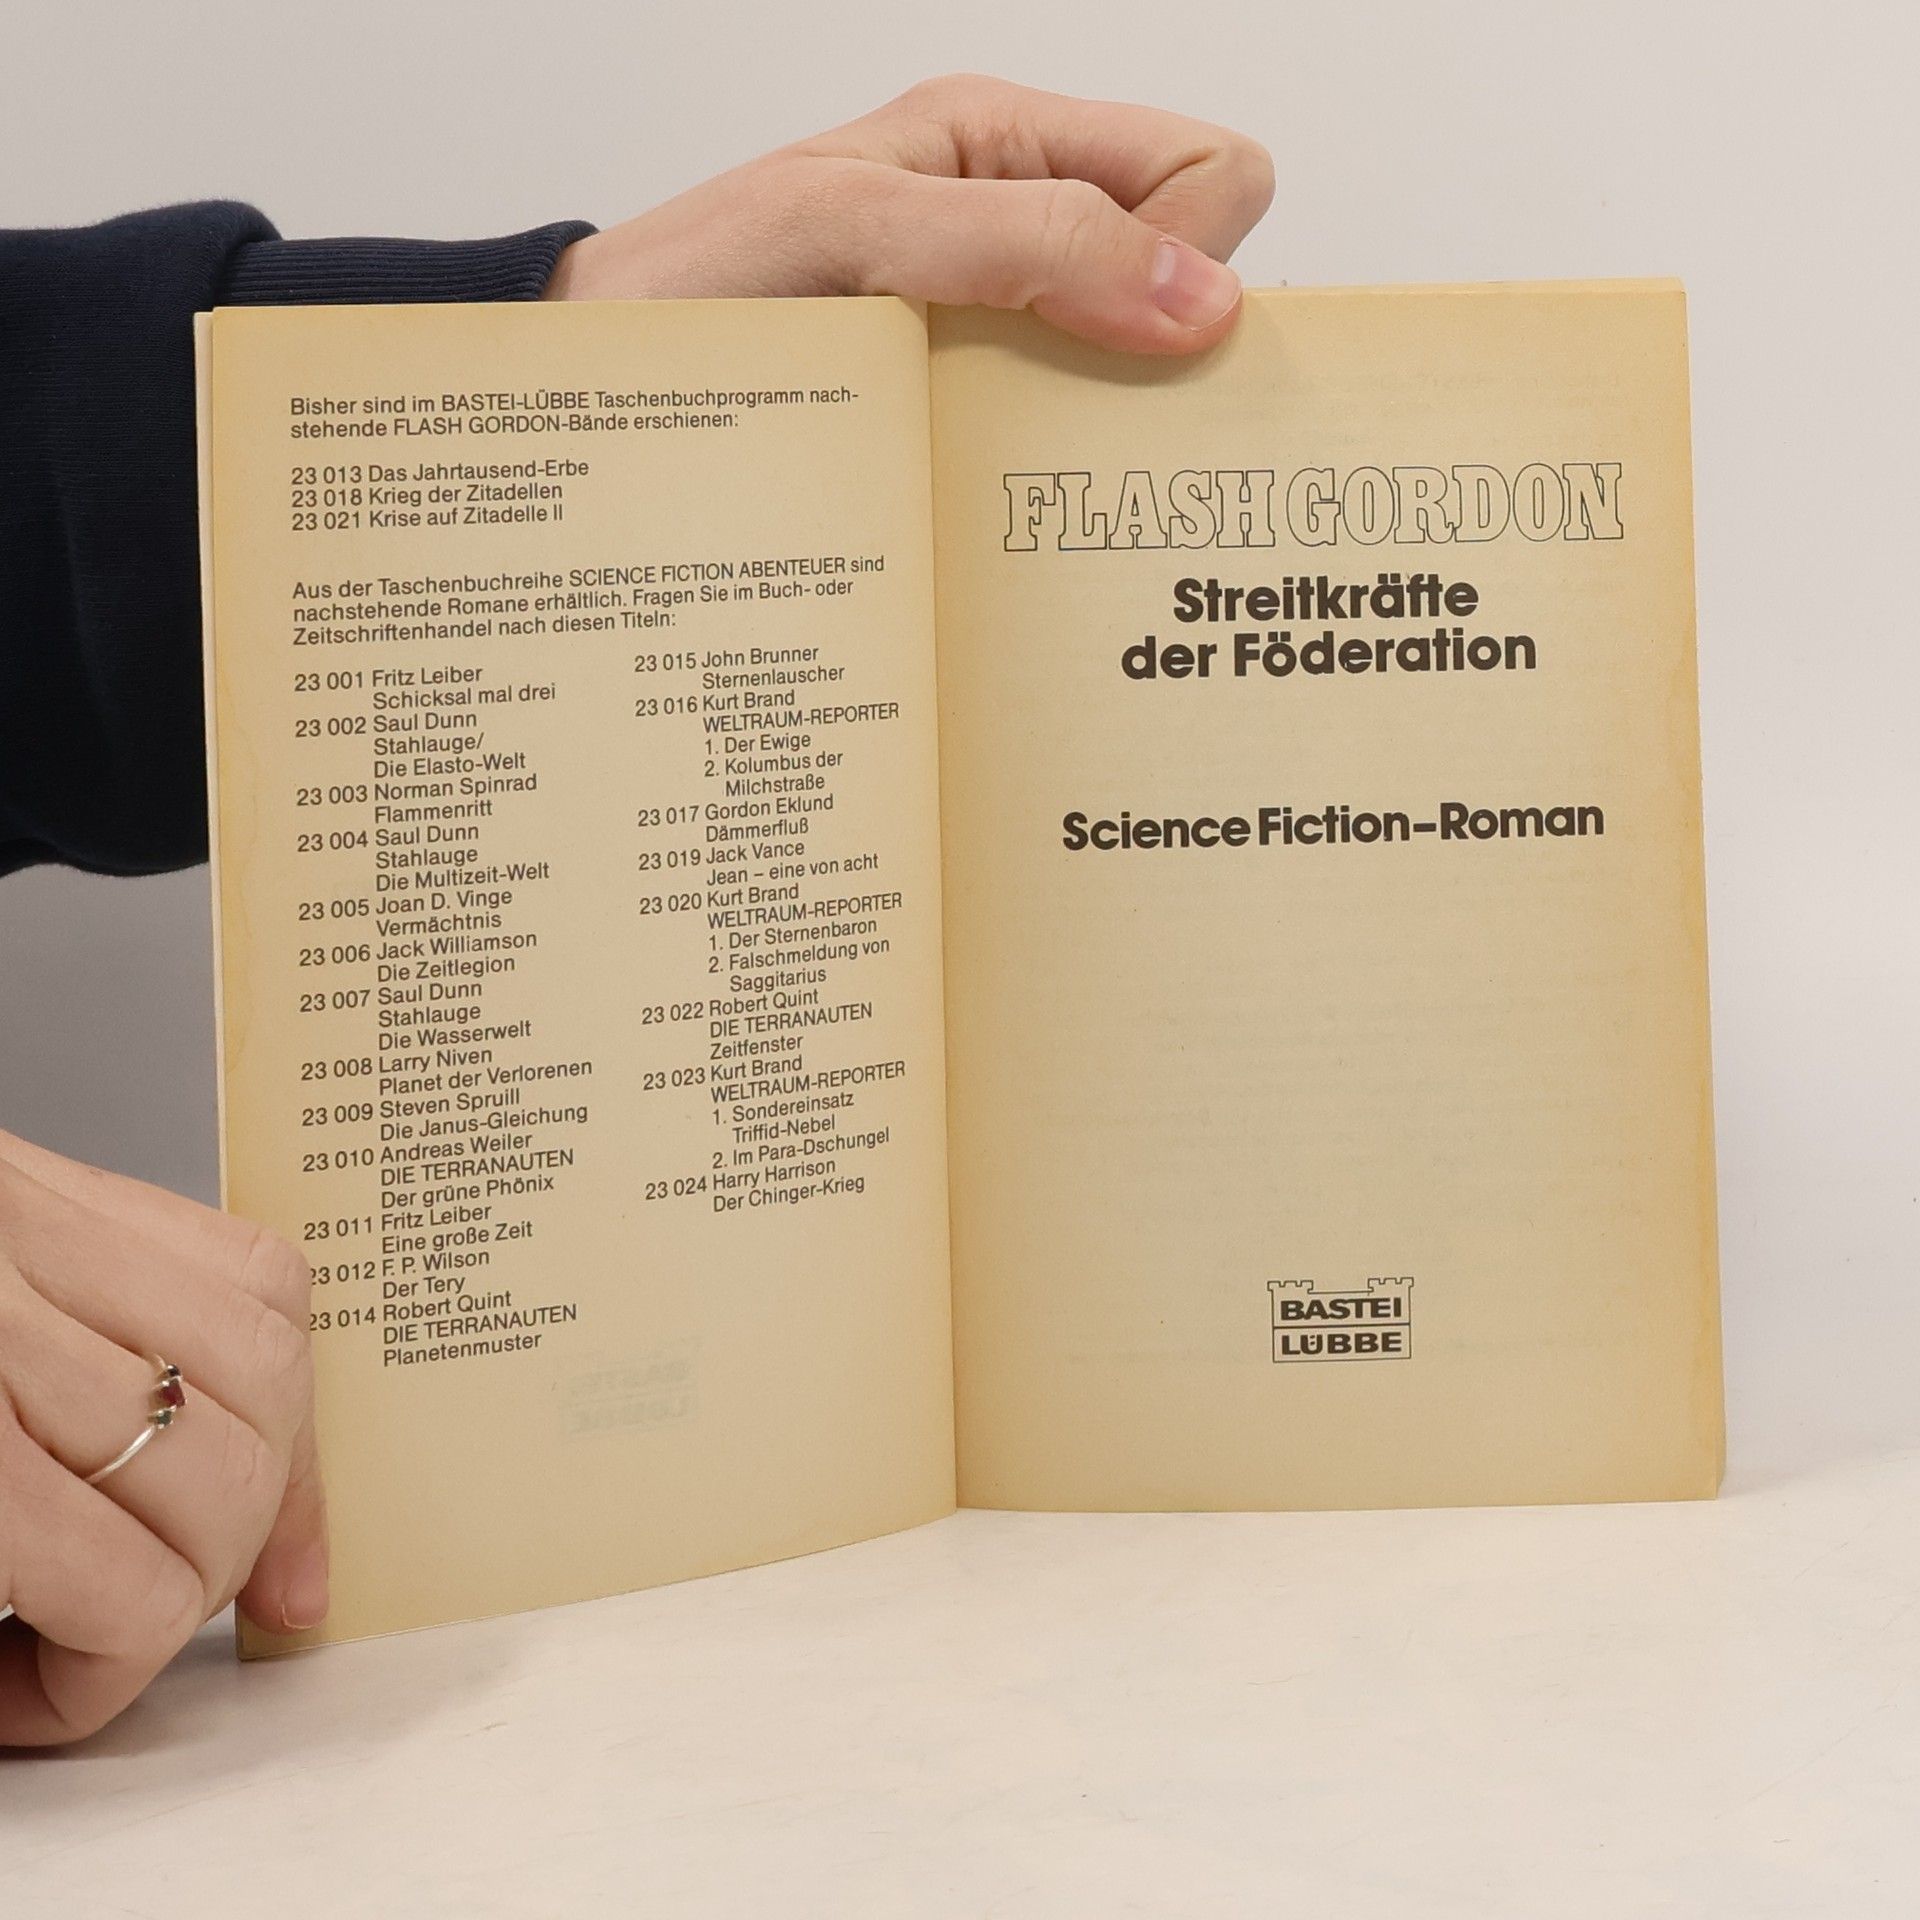 Bisher sind im BASTEI-LÜBBE Taschenbuchprogramm nach-
stehende FLASH GORDON-Bände erschienen:
23 013 Das Jahrtausend-Erbe
23 018 Krieg der Zitadellen
23 021 Krise auf Zitadelle II
Aus der Taschenbuchreihe SCIENCE FICTION ABENTEUER sind
nachstehende Romane erhältlich. Fragen Sie im Buch- oder
Zeitschriftenhandel nach diesen Titeln:
23 001 Fritz Leiber
Schicksal mal drei
23 002 Saul Dunn
Stahlauge/
Die Elasto-Welt
23 003 Norman Spinrad
Flammenritt
23 004 Saul Dunn
Stahlauge
Die Multizeit-Welt
23 005 Joan D. Vinge
Vermächtnis
23 006 Jack Williamson
Die Zeitlegion
23 007 Saul Dunn
Stahlauge
Die Wasserwelt
23 008 Larry Niven
Planet der Verlorenen
23 009 Steven Spruill
Die Janus-Gleichung
23 010 Andreas Weiler
DIE TERRANAUTEN
Der grüne Phönix
23 011 Fritz Leiber
Eine große Zeit
23 012 F. P. Wilson
Der Tery
23 014 Robert Quint
DIE TERRANAUTEN
Planetenmuster
23 015 John Brunner
Sternenlauscher
23 016 Kurt Brand
WELTRAUM-REPORTER
1. Der Ewige
2. Kolumbus der
Milchstraße
23 017 Gordon Eklund
Dämmerfluß
23 019 Jack Vance
Jean – eine von acht
23 020 Kurt Brand
WELTRAUM-REPORTER
1. Der Sternenbaron
2. Falschmeldung von
Saggitarius
23 022 Robert Quint
DIE TERRANAUTEN
Zeitfenster
23 023 Kurt Brand
WELTRAUM-REPORTER
1. Sondereinsatz
Triffid-Nebel
2. Im Para-Dschungel
23 024 Harry Harrison
Der Chinger-Krieg
FLASH GORDON
Streitkräfte
der Föderation
Science Fiction-Roman
BASTEI
LÜBBE